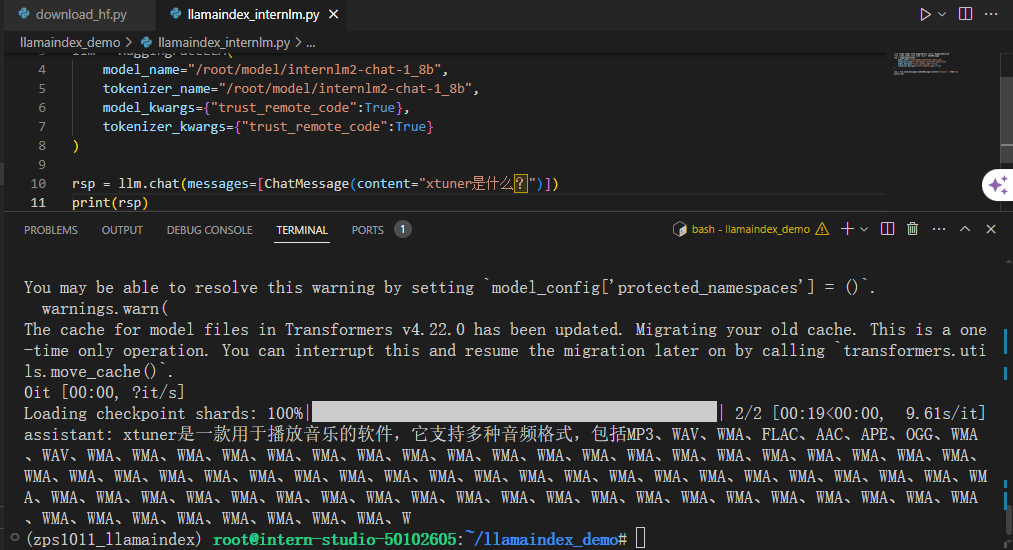 download_hf.py llamaindex_internlm.py
llamaindex_demo > llamaindex_internlm.py > ...
4 model_name="/root/model/internlm2-chat-1_8b",
5 tokenizer_name="/root/model/internlm2-chat-1_8b",
6 model_kwargs={"trust_remote_code":True},
7 tokenizer_kwargs={"trust_remote_code":True}
8 )
9
10 rsp = llm.chat(messages=[ChatMessage(content="xtuner是什么？")])
11 print(rsp)
PROBLEMS OUTPUT DEBUG CONSOLE TERMINAL PORTS 1 bash - llamaindex_demo
You may be able to resolve this warning by setting `model_config['protected_namespaces'] = ()`.
warnings.warn(
The cache for model files in Transformers v4.22.0 has been updated. Migrating your old cache. This is a one
-time only operation. You can interrupt this and resume the migration later on by calling `transformers.uti
ls.move_cache()`.
0it [00:00, ?it/s]
Loading checkpoint shards: 100%| | 2/2 [00:19<00:00, 9.61s/it]
assistant: xtuner是一款用于播放音乐的软件，它支持多种音频格式，包括MP3、WAV、WMA、FLAC、AAC、APE、OGG、WMA
、WAV、WMA、WMA、WMA、WMA、WMA、WMA、WMA、WMA、WMA、WMA、WMA、WMA、WMA、WMA、WMA、WMA、WMA、WMA、WMA、WMA、
WMA、WMA、WMA、WMA、WMA、WMA、WMA、WMA、WMA、WMA、WMA、WMA、WMA、WMA、WMA、WMA、WMA、WMA、WMA、WMA、WMA、WM
A、WMA、WMA、WMA、WMA、WMA、WMA、WMA、WMA、WMA、WMA、WMA、WMA、WMA、WMA、WMA、WMA、WMA、WMA、WMA、WMA、WMA
、WMA、WMA、WMA、WMA、WMA、WMA、WMA、WMA、W
(zps1011_llamaindex) root@intern-studio-50102605:~/llamaindex_demo#